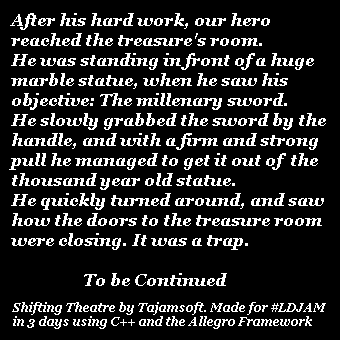 After his hard work, our hero
reached the treasure's room.
He was standing in front of a huge
marble statue, when he saw his
objective: The millenary sword.
He slowly grabbed the sword by the
handle, and with a firm and strong
pull he managed to get it out of the
thousand year old statue.
He quickly turned around, and saw
how the doors to the treasure room
were closing. It was a trap.
To be Continued
Shifting Theatre by Tajamsoft. Made for #LDJAM
in 3 days using C++ and the Allegro Framework